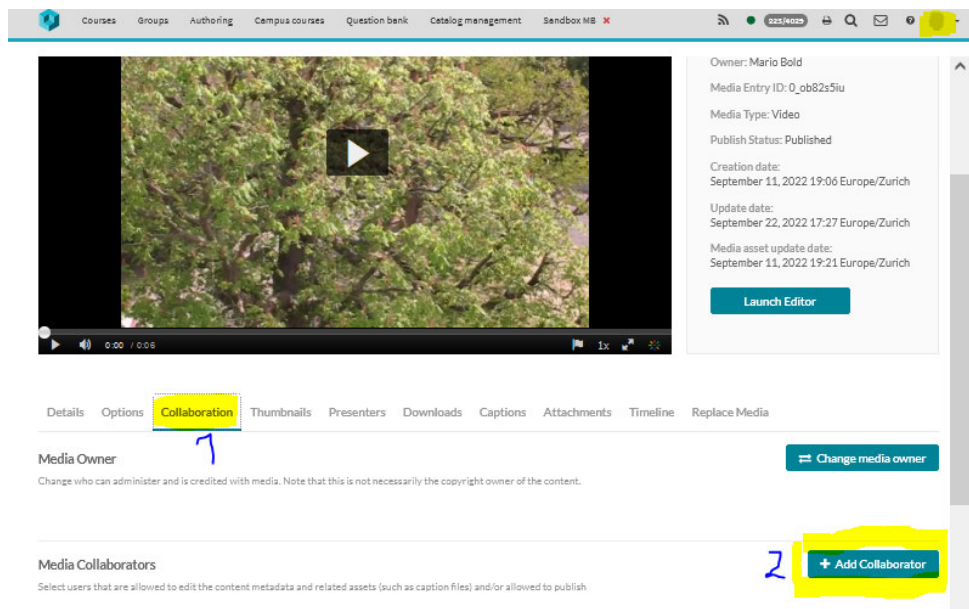 Courses Groups Authoring Campus courses Question bank Catalog management Sandbox MB 223/4029
Owner: Mario Bold
Media Entry ID: 0_ob82s5iu
Media Type: Video
Publish Status: Published
Creation date:
September 11, 2022 19:06 Europe/Zurich
Update date:
September 22, 2022 17:27 Europe/Zurich
Media asset update date:
September 11, 2022 19:21 Europe/Zurich
Launch Editor
0:00 / 0:06 1x
Details Options Collaboration Thumbnails Presenters Downloads Captions Attachments Timeline Replace Media
1
Media Owner
Change media owner
Change who can administer and is credited with media. Note that this is not necessarily the copyright owner of the content.
Media Collaborators
2
+ Add Collaborator
Select users that are allowed to edit the content metadata and related assets (such as caption files) and/or allowed to publish